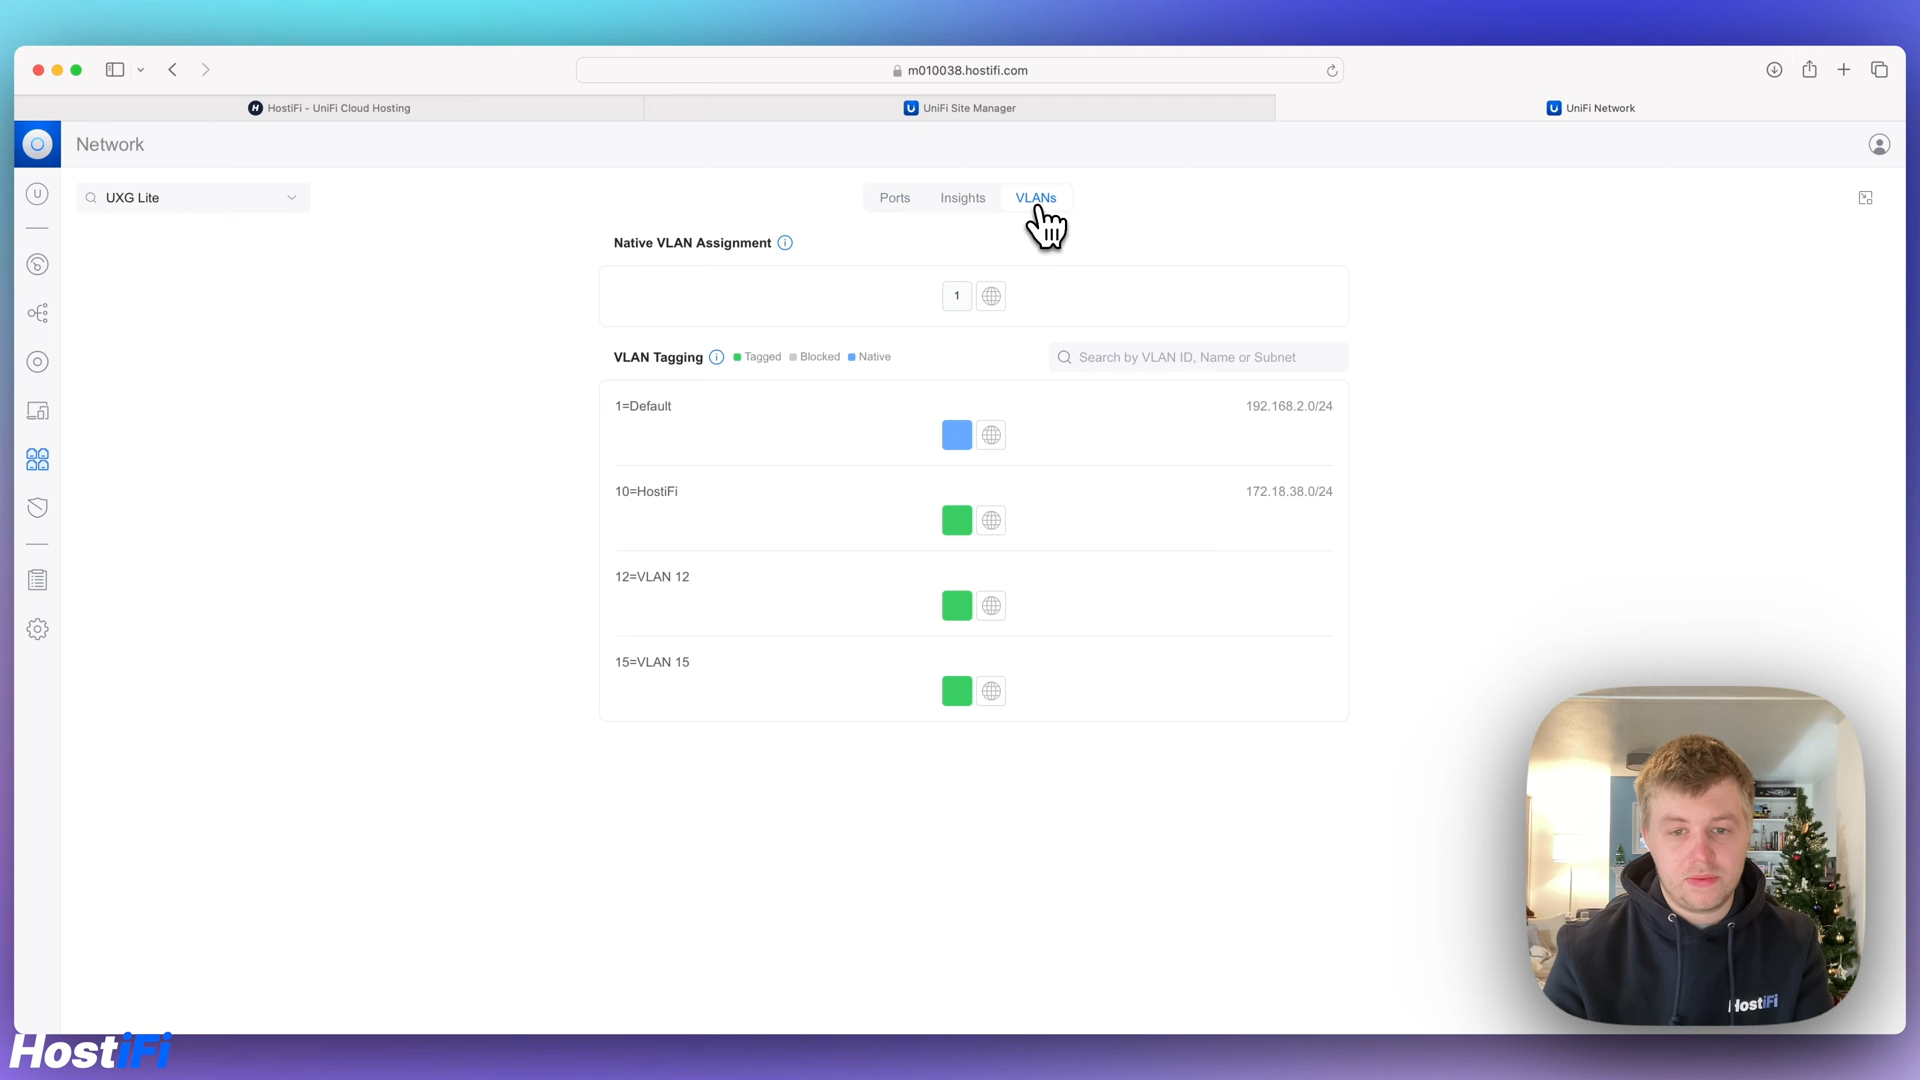 m010038.hostifi.com
HostiFi - UniFi Cloud Hosting
UniFi Site Manager
UniFi Network
Network
UXG Lite
Ports
Insights
VLANs
Native VLAN Assignment
1
VLAN Tagging
Tagged
Blocked
Native
Search by VLAN ID, Name or Subnet
1=Default
192.168.2.0/24
10=HostiFi
172.18.38.0/24
12=VLAN 12
15=VLAN 15
HostiFi
HostiFi